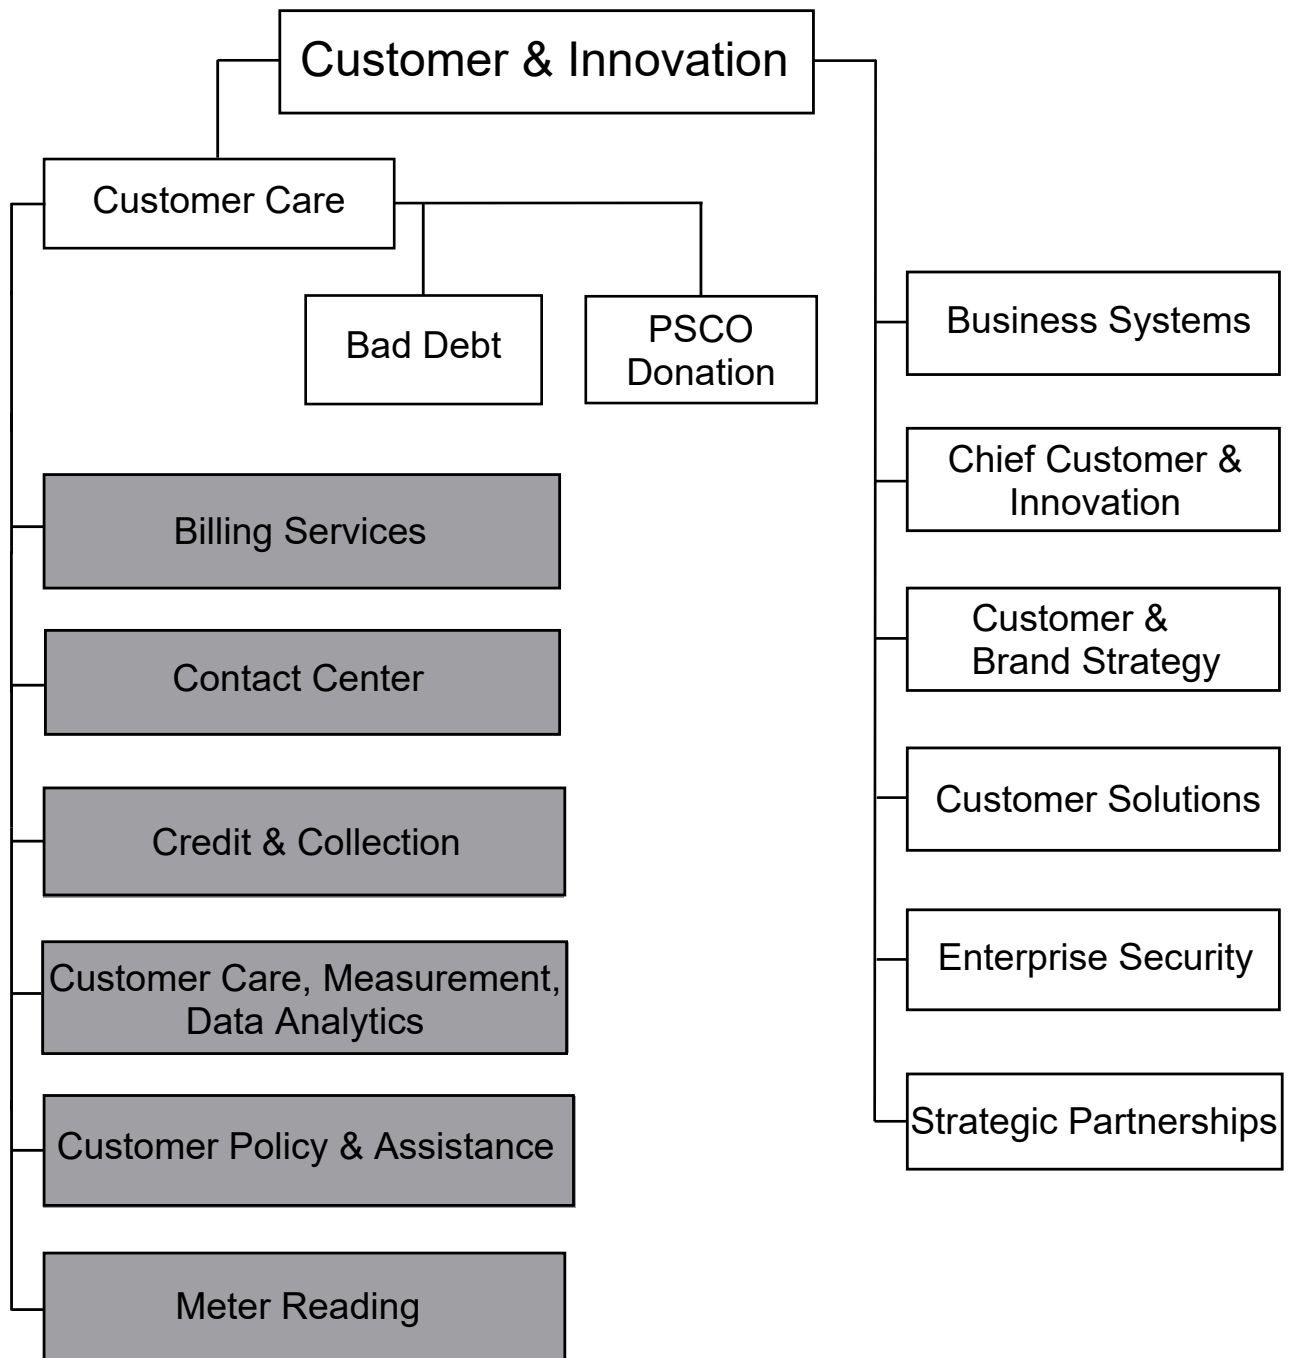 Customer & Innovation
Customer Care
Bad Debt
PSCO
Donation
Billing Services
Contact Center
Credit & Collection
Customer Care, Measurement,
Data Analytics
Customer Policy & Assistance
Meter Reading
Business Systems
Chief Customer &
Innovation
Customer &
Brand Strategy
Customer Solutions
Enterprise Security
Strategic Partnerships